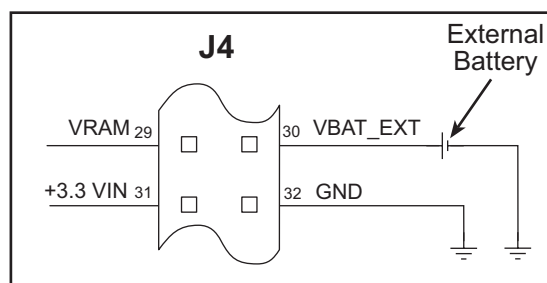 External
Battery
J4
VRAM 29 30 VBAT_EXT
+3.3 VIN 31 32 GND